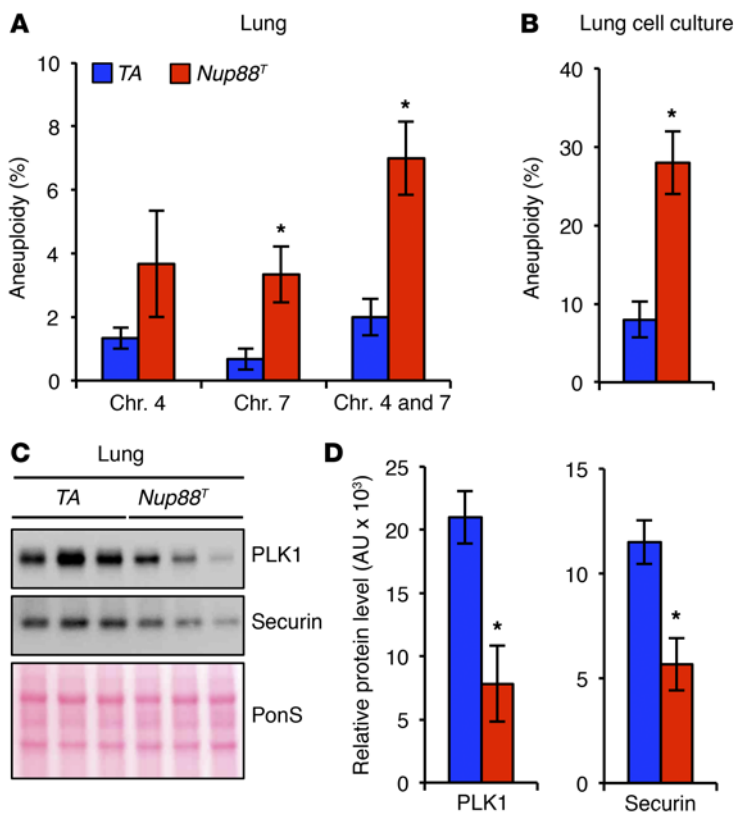 A Lung
10
8
6
4
2
0
Aneuploidy (%)
TA Nup88ᵀ
*
*
Chr. 4 Chr. 7 Chr. 4 and 7
B Lung cell culture
40
30
20
10
0
Aneuploidy (%)
*
C Lung
TA Nup88ᵀ
PLK1
Securin
PonS
D
Relative protein level (AU x 10³)
25
20
15
10
5
0
*
PLK1
15
10
5
0
*
Securin